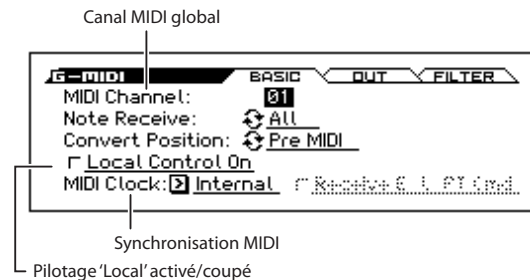 Canal MIDI global
G-MIDI BASIC OUT FILTER
MIDI Channel: 01
Note Receive: All
Convert Position: Pre MIDI
Local Control On
MIDI Clock: Internal Receive E
Synchronisation MIDI
Pilotage ‘Local’ activé/coupé